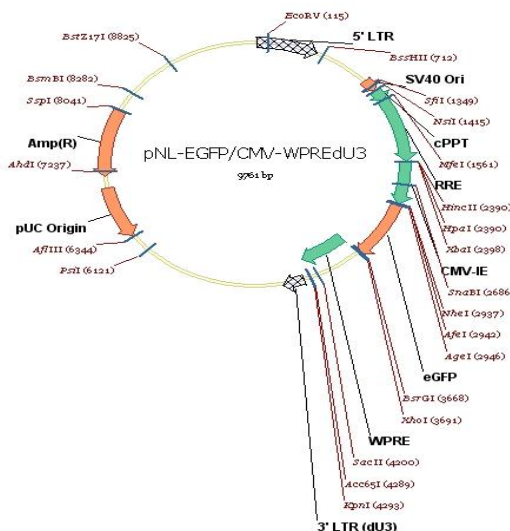 EcoRV (115)
5' LTR
BssHII (712)
SV40 Ori
SfiI (1349)
NsiI (1415)
cPPT
MfeI (1561)
RRE
HincII (2390)
HpaI (2390)
XbaI (2398)
CMV-IE
SnaBI (2686)
NheI (2937)
AfeI (2942)
AgeI (2946)
eGFP
BsrGI (3668)
XhoI (3691)
WPRE
SacII (4200)
Acc65I (4289)
KpnI (4293)
3' LTR (dU3)
PsiI (6121)
AflIII (6344)
pUC Origin
AhdI (7237)
Amp(R)
SspI (8041)
BsmBI (8282)
BstZ17I (8825)
pNL-EGFP/CMV-WPREdU3
9761 bp